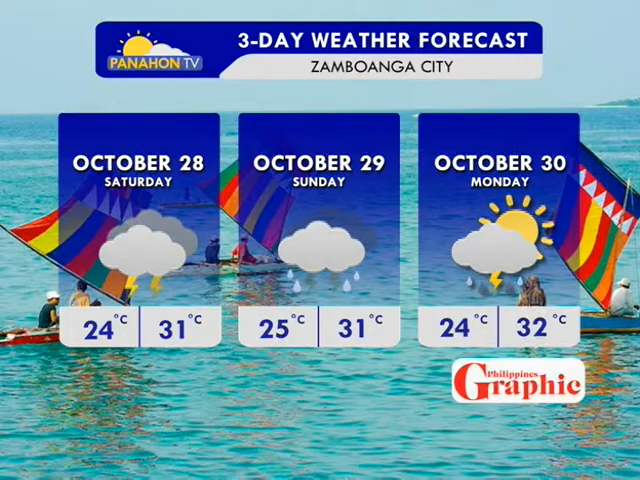 PANAHON TV
3-DAY WEATHER FORECAST
ZAMBOANGA CITY
OCTOBER 28
SATURDAY
24°C 31°C
OCTOBER 29
SUNDAY
25°C 31°C
OCTOBER 30
MONDAY
24°C 32°C
Philippines
Graphic